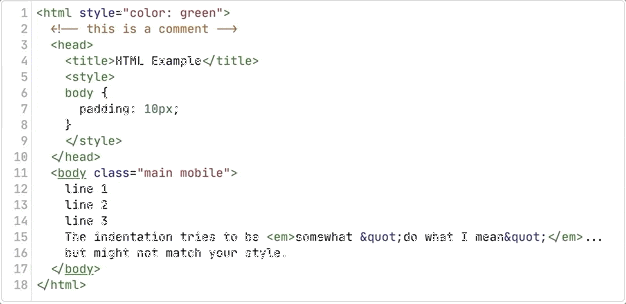 1 <html style="color: green">
2   <!-- this is a comment -->
3   <head>
4     <title>HTML Example</title>
5     <style>
6     body {
7       padding: 10px;
8     }
9     </style>
10   </head>
11   <body class="main mobile">
12     line 1
13     line 2
14     line 3
15     The indentation tries to be <em>somewhat &quot;do what I mean&quot;</em>...
16     but might not match your style.
17   </body>
18 </html>